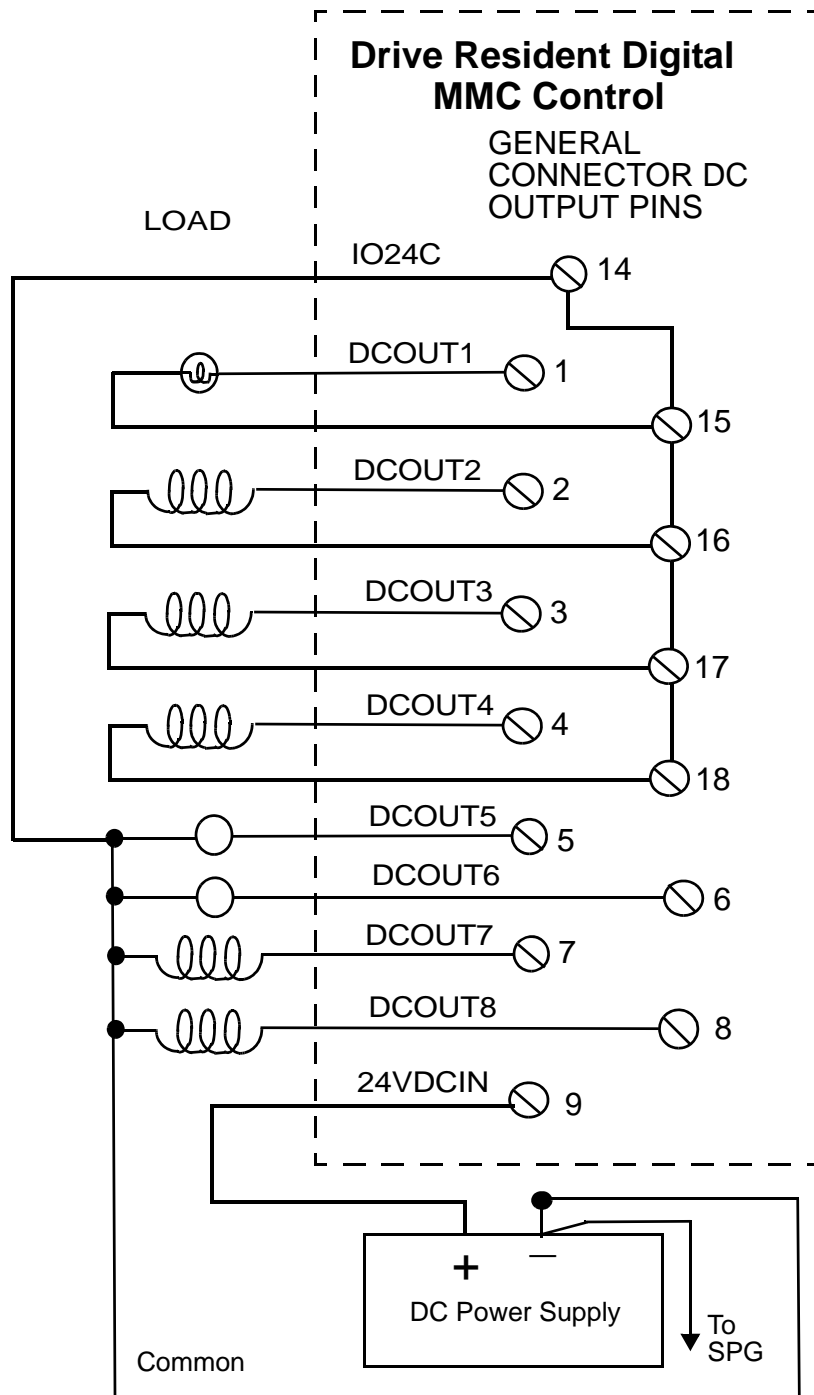 Drive Resident Digital
MMC Control
GENERAL
CONNECTOR DC
OUTPUT PINS
LOAD
IO24C
14
DCOUT1
1
15
DCOUT2
2
16
DCOUT3
3
17
DCOUT4
4
18
DCOUT5
5
DCOUT6
6
DCOUT7
7
DCOUT8
8
24VDCIN
9
+ —
DC Power Supply
To
SPG
Common